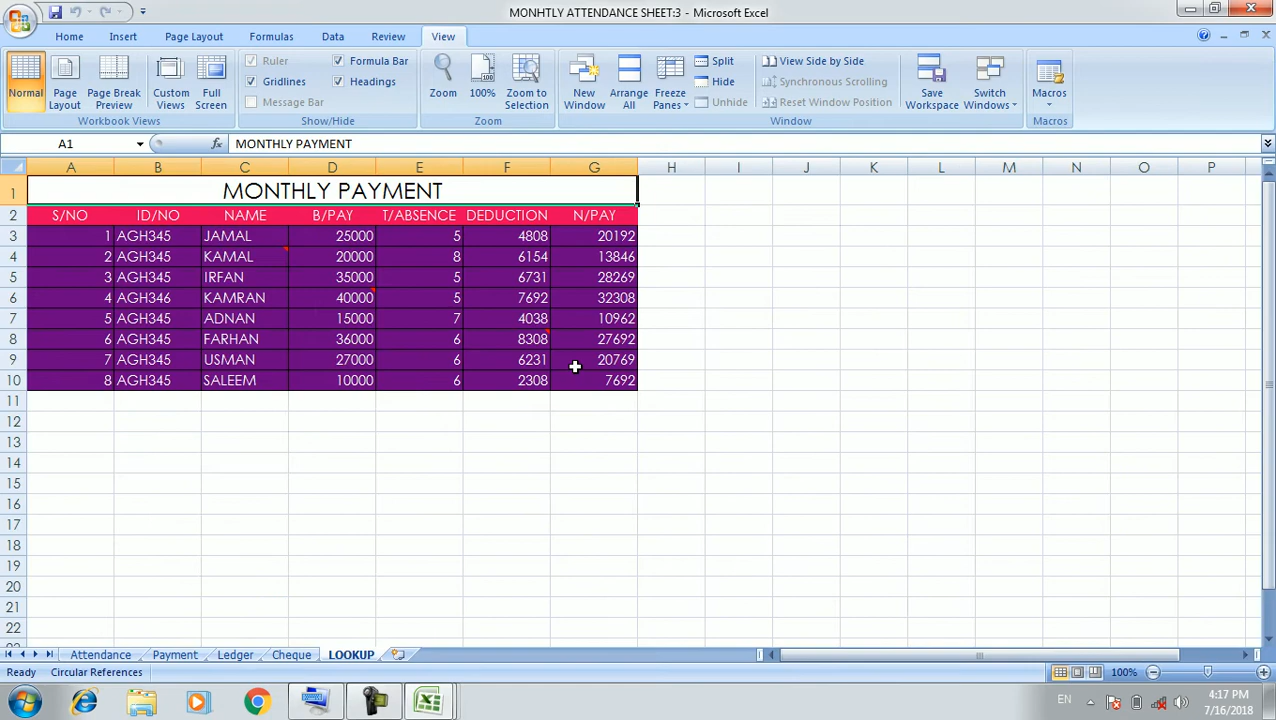 MONHTLY ATTENDANCE SHEET:3 - Microsoft Excel
Home Insert Page Layout Formulas Data Review View
Normal Page Layout Page Break Preview Custom Views Full Screen
Workbook Views
Ruler Formula Bar
Gridlines Headings
Message Bar
Show/Hide
Zoom 100% Zoom to Selection
Zoom
New Window Arrange All Freeze Panes
Split
Hide
Unhide
View Side by Side
Synchronous Scrolling
Reset Window Position
Save Workspace Switch Windows
Window
Macros
Macros
A1 fx MONTHLY PAYMENT
A B C D E F G H I J K L M N O P
1 MONTHLY PAYMENT
2 S/NO ID/NO NAME B/PAY T/ABSENCE DEDUCTION N/PAY
3 1 AGH345 JAMAL 25000 5 4808 20192
4 2 AGH345 KAMAL 20000 8 6154 13846
5 3 AGH345 IRFAN 35000 5 6731 28269
6 4 AGH346 KAMRAN 40000 5 7692 32308
7 5 AGH345 ADNAN 15000 7 4038 10962
8 6 AGH345 FARHAN 36000 6 8308 27692
9 7 AGH345 USMAN 27000 6 6231 20769
10 8 AGH345 SALEEM 10000 6 2308 7692
11
12
13
14
15
16
17
18
19
20
21
22
Attendance Payment Ledger Cheque LOOKUP
Ready Circular References 100%
EN 4:17 PM
7/16/2018